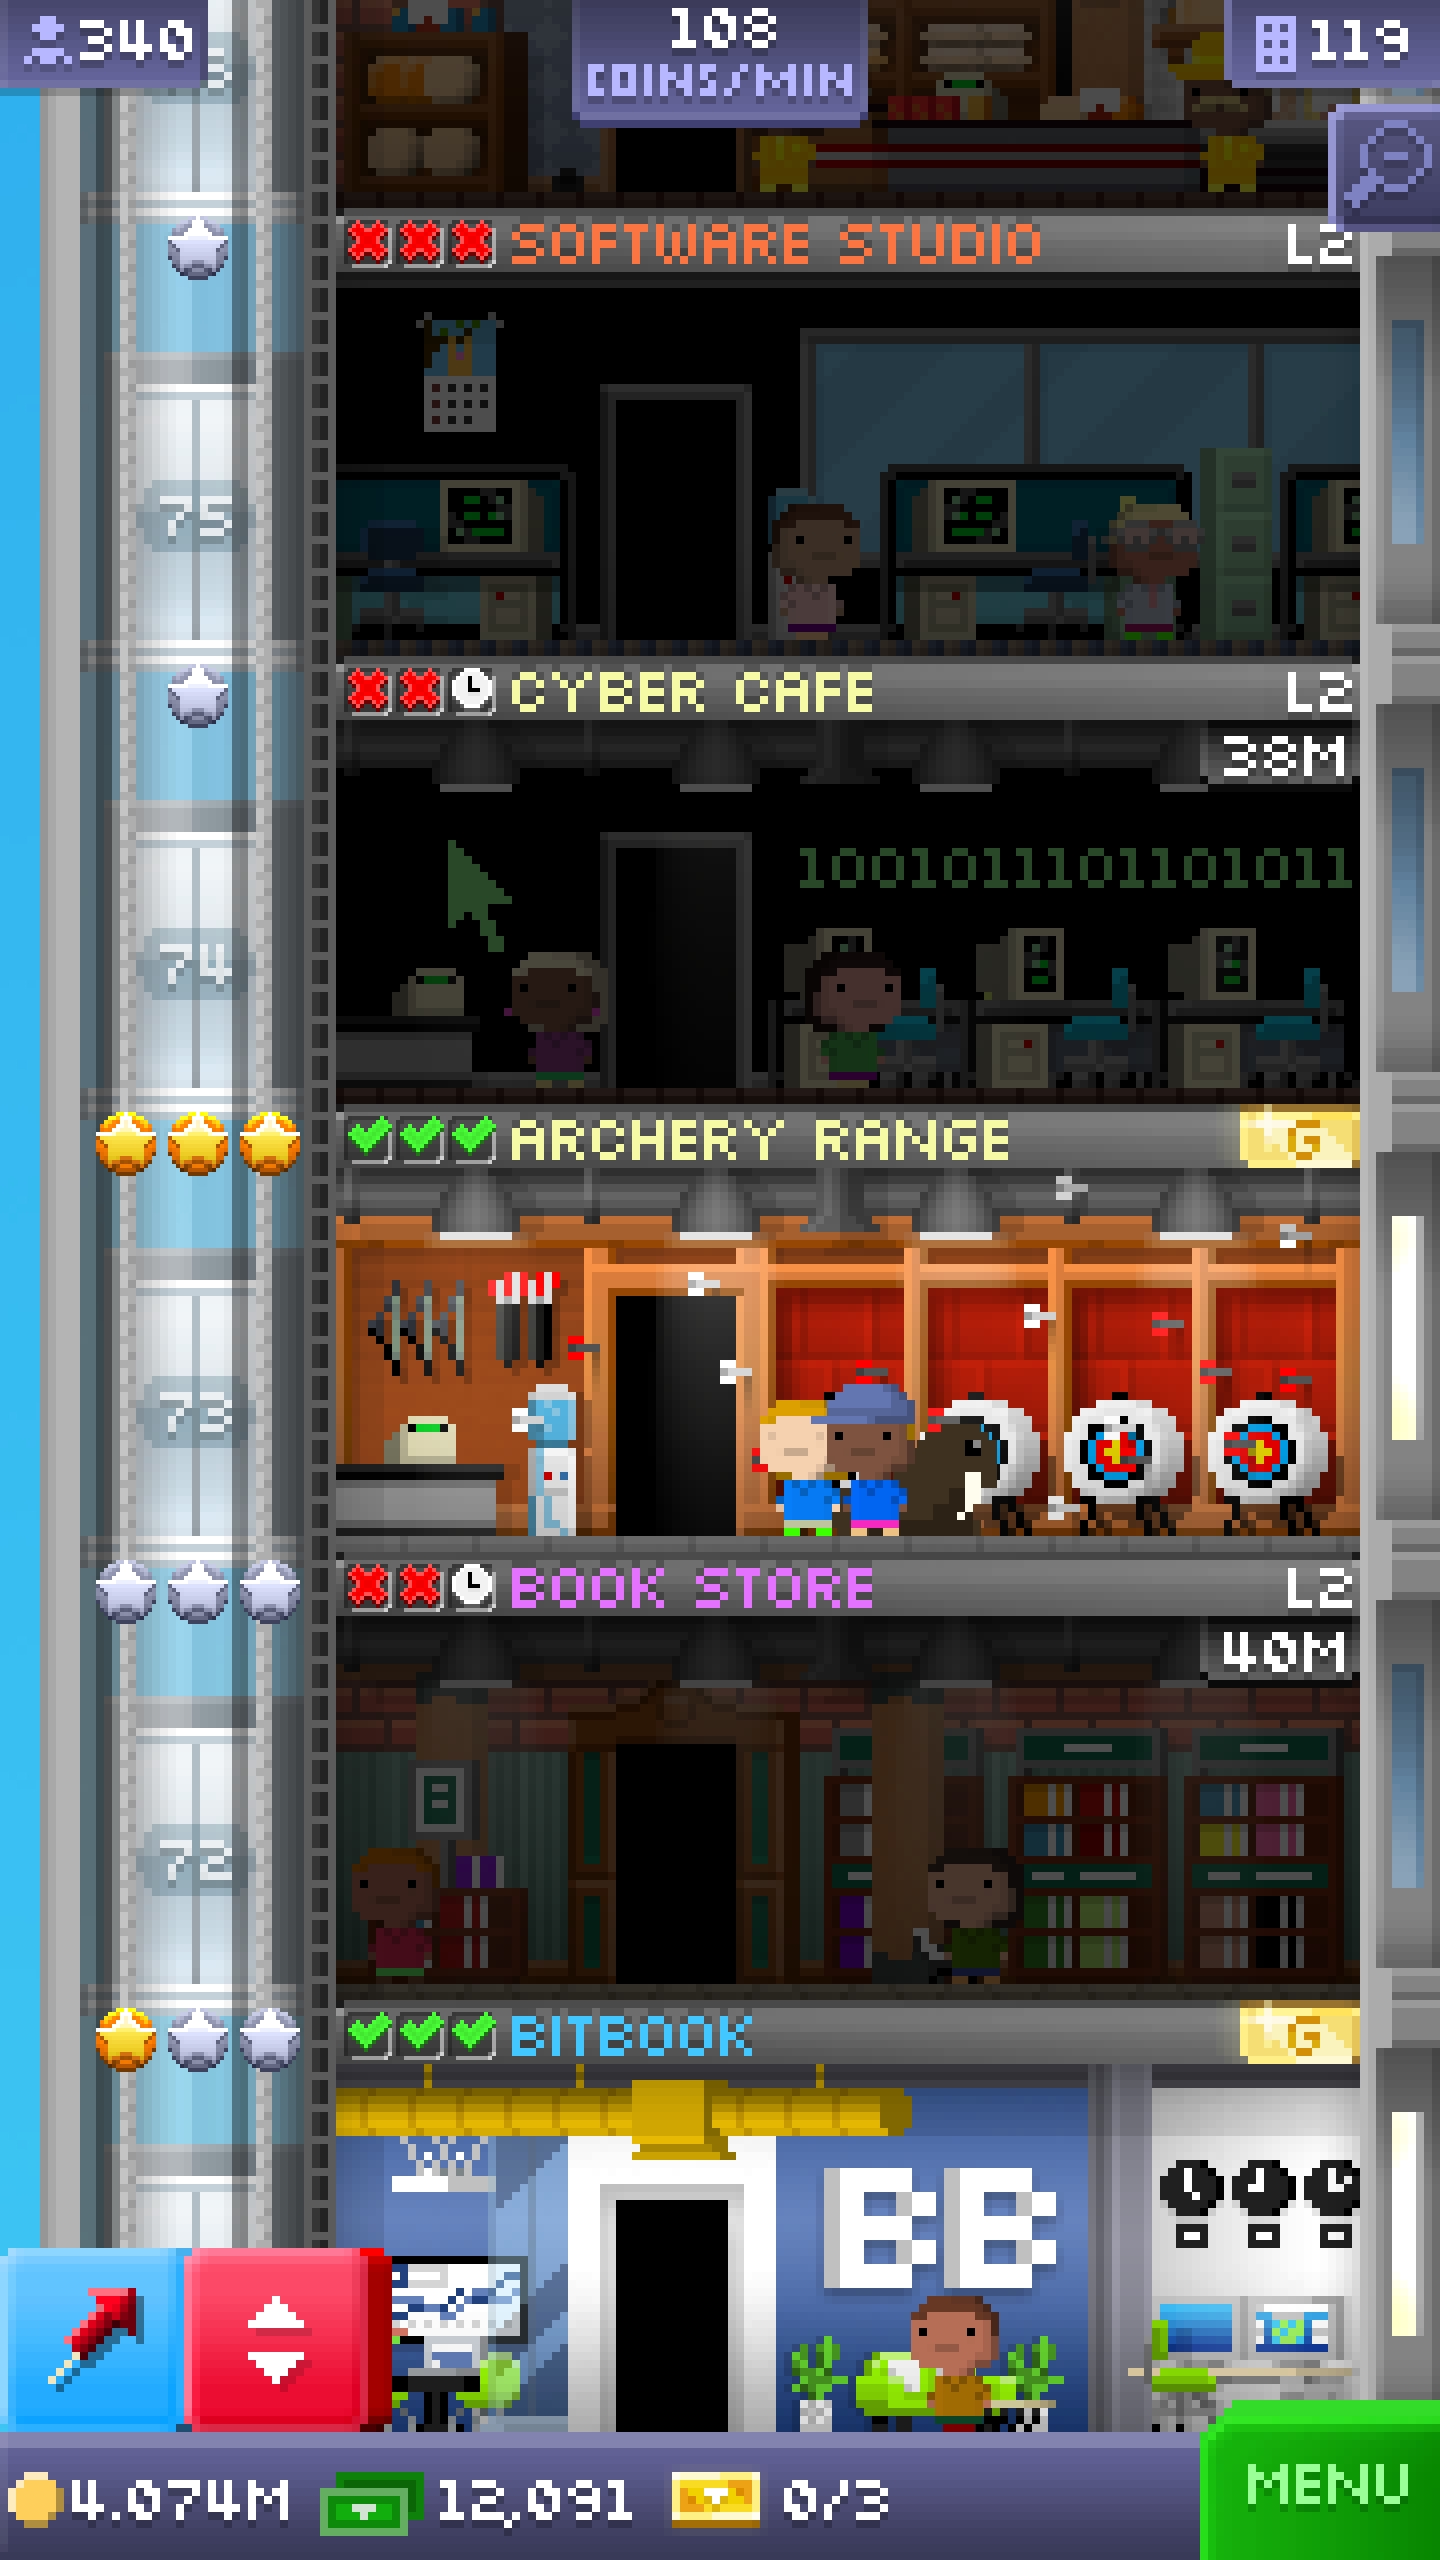 340
108
COINS/MIN
119
SOFTWARE STUDIO L2
75
CYBER CAFE L2
38M
1001011101101011
74
ARCHERY RANGE G
73
BOOK STORE L2
40M
72
BITBOOK G
BB
4.074M 12,091 0/3 MENU